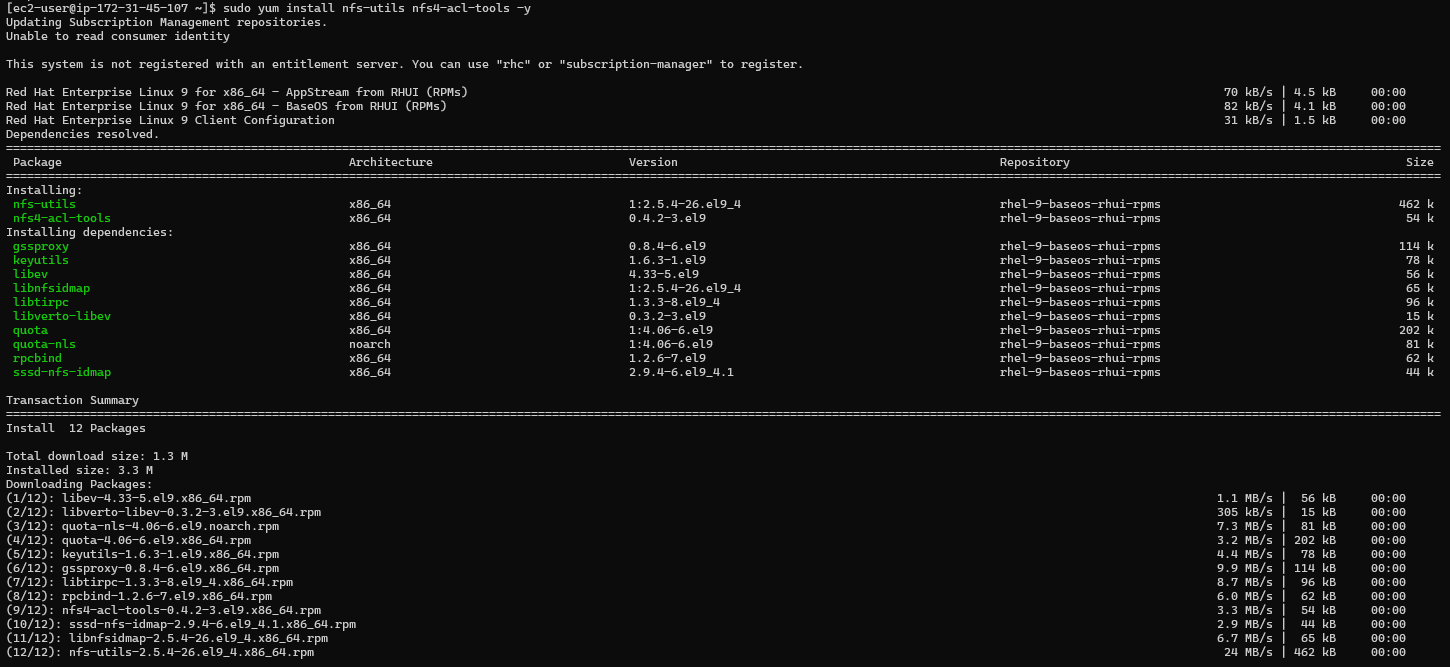 [ec2-user@ip-172-31-45-107 ~]$ sudo yum install nfs-utils nfs4-acl-tools -y
Updating Subscription Management repositories.
Unable to read consumer identity

This system is not registered with an entitlement server. You can use "rhc" or "subscription-manager" to register.

Red Hat Enterprise Linux 9 for x86_64 - AppStream from RHUI (RPMs) 70 kB/s | 4.5 kB 00:00
Red Hat Enterprise Linux 9 for x86_64 - BaseOS from RHUI (RPMs) 82 kB/s | 4.1 kB 00:00
Red Hat Enterprise Linux 9 Client Configuration 31 kB/s | 1.5 kB 00:00
Dependencies resolved.
Package Architecture Version Repository Size
Installing:
nfs-utils x86_64 1:2.5.4-26.el9_4 rhel-9-baseos-rhui-rpms 462 k
nfs4-acl-tools x86_64 0.4.2-3.el9 rhel-9-baseos-rhui-rpms 54 k
Installing dependencies:
gssproxy x86_64 0.8.4-6.el9 rhel-9-baseos-rhui-rpms 114 k
keyutils x86_64 1.6.3-1.el9 rhel-9-baseos-rhui-rpms 78 k
libev x86_64 4.33-5.el9 rhel-9-baseos-rhui-rpms 56 k
libnfsidmap x86_64 1:2.5.4-26.el9_4 rhel-9-baseos-rhui-rpms 65 k
libtirpc x86_64 1.3.3-8.el9_4 rhel-9-baseos-rhui-rpms 96 k
libverto-libev x86_64 0.3.2-3.el9 rhel-9-baseos-rhui-rpms 15 k
quota x86_64 1:4.06-6.el9 rhel-9-baseos-rhui-rpms 202 k
quota-nls noarch 1:4.06-6.el9 rhel-9-baseos-rhui-rpms 81 k
rpcbind x86_64 1.2.6-7.el9 rhel-9-baseos-rhui-rpms 62 k
sssd-nfs-idmap x86_64 2.9.4-6.el9_4.1 rhel-9-baseos-rhui-rpms 44 k

Transaction Summary
Install 12 Packages

Total download size: 1.3 M
Installed size: 3.3 M
Downloading Packages:
(1/12): libev-4.33-5.el9.x86_64.rpm 1.1 MB/s | 56 kB 00:00
(2/12): libverto-libev-0.3.2-3.el9.x86_64.rpm 305 kB/s | 15 kB 00:00
(3/12): quota-nls-4.06-6.el9.noarch.rpm 7.3 MB/s | 81 kB 00:00
(4/12): quota-4.06-6.el9.x86_64.rpm 3.2 MB/s | 202 kB 00:00
(5/12): keyutils-1.6.3-1.el9.x86_64.rpm 4.4 MB/s | 78 kB 00:00
(6/12): gssproxy-0.8.4-6.el9.x86_64.rpm 9.9 MB/s | 114 kB 00:00
(7/12): libtirpc-1.3.3-8.el9_4.x86_64.rpm 8.7 MB/s | 96 kB 00:00
(8/12): rpcbind-1.2.6-7.el9.x86_64.rpm 6.0 MB/s | 62 kB 00:00
(9/12): nfs4-acl-tools-0.4.2-3.el9.x86_64.rpm 3.3 MB/s | 54 kB 00:00
(10/12): sssd-nfs-idmap-2.9.4-6.el9_4.1.x86_64.rpm 2.9 MB/s | 44 kB 00:00
(11/12): libnfsidmap-2.5.4-26.el9_4.x86_64.rpm 6.7 MB/s | 65 kB 00:00
(12/12): nfs-utils-2.5.4-26.el9_4.x86_64.rpm 24 MB/s | 462 kB 00:00